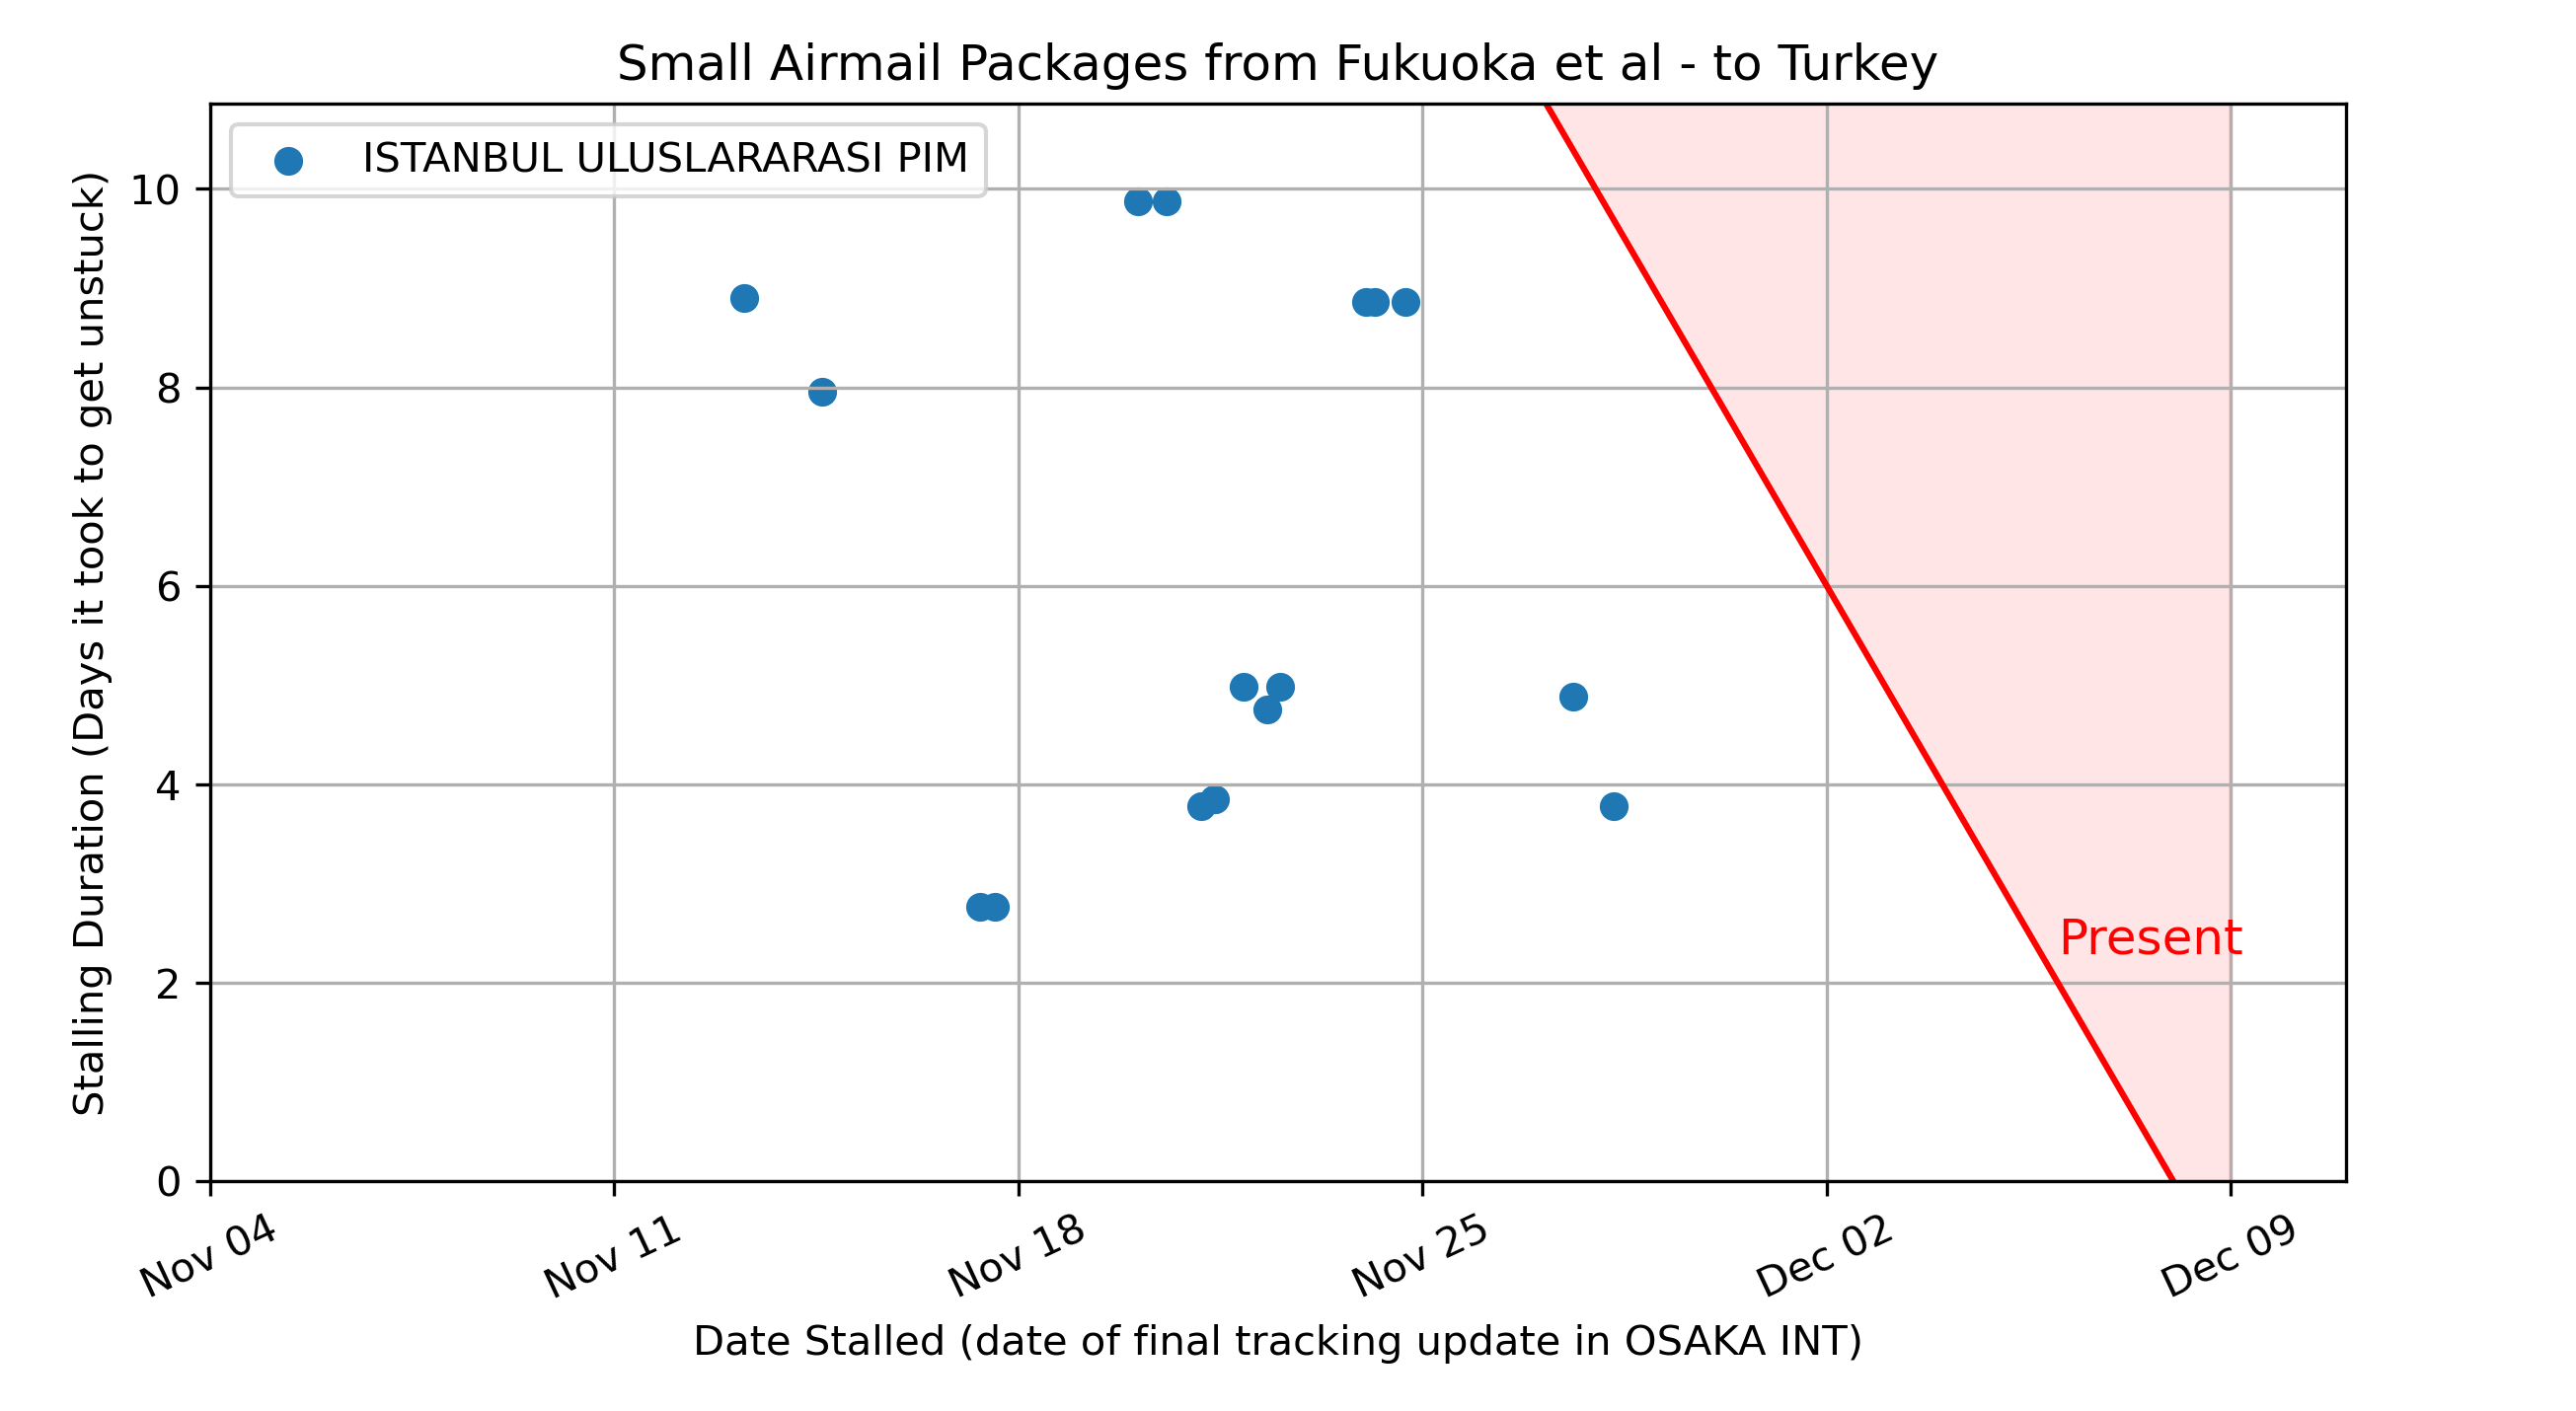 Small Airmail Packages from Fukuoka et al - to Turkey
ISTANBUL ULUSLARARASI PIM
Stalling Duration (Days it took to get unstuck)
10
8
6
4
2
0
Present
Nov 04
Nov 11
Nov 18
Nov 25
Dec 02
Dec 09
Date Stalled (date of final tracking update in OSAKA INT)